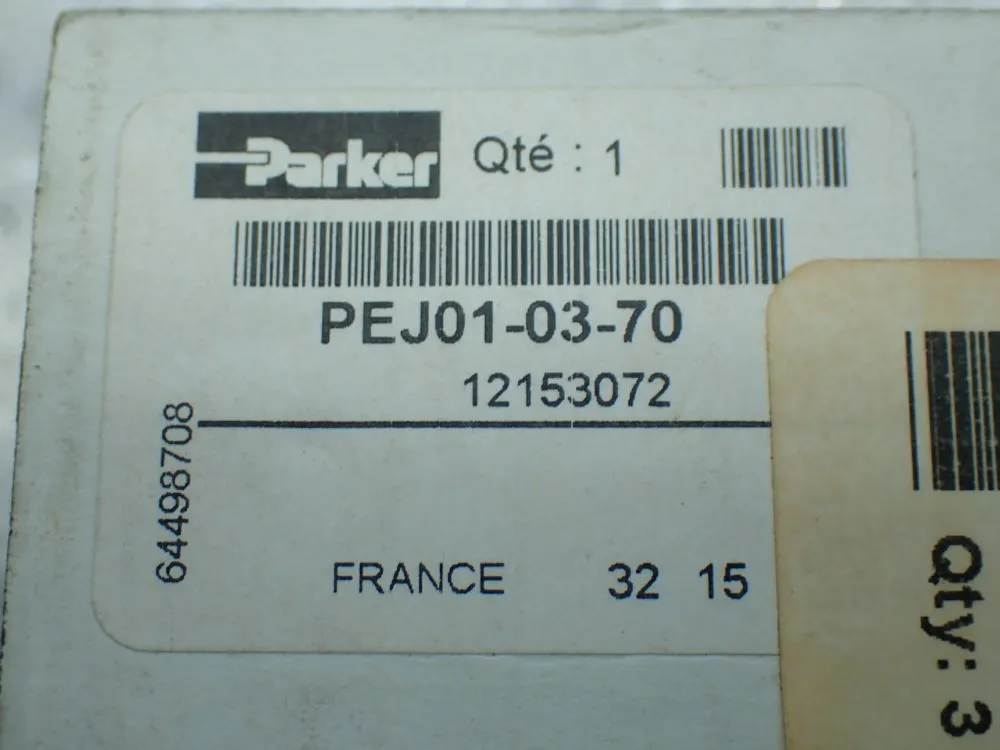 Parker
Qté : 1
PEJ01-03-70
12153072
64498708
FRANCE 32 15
Qty: 3